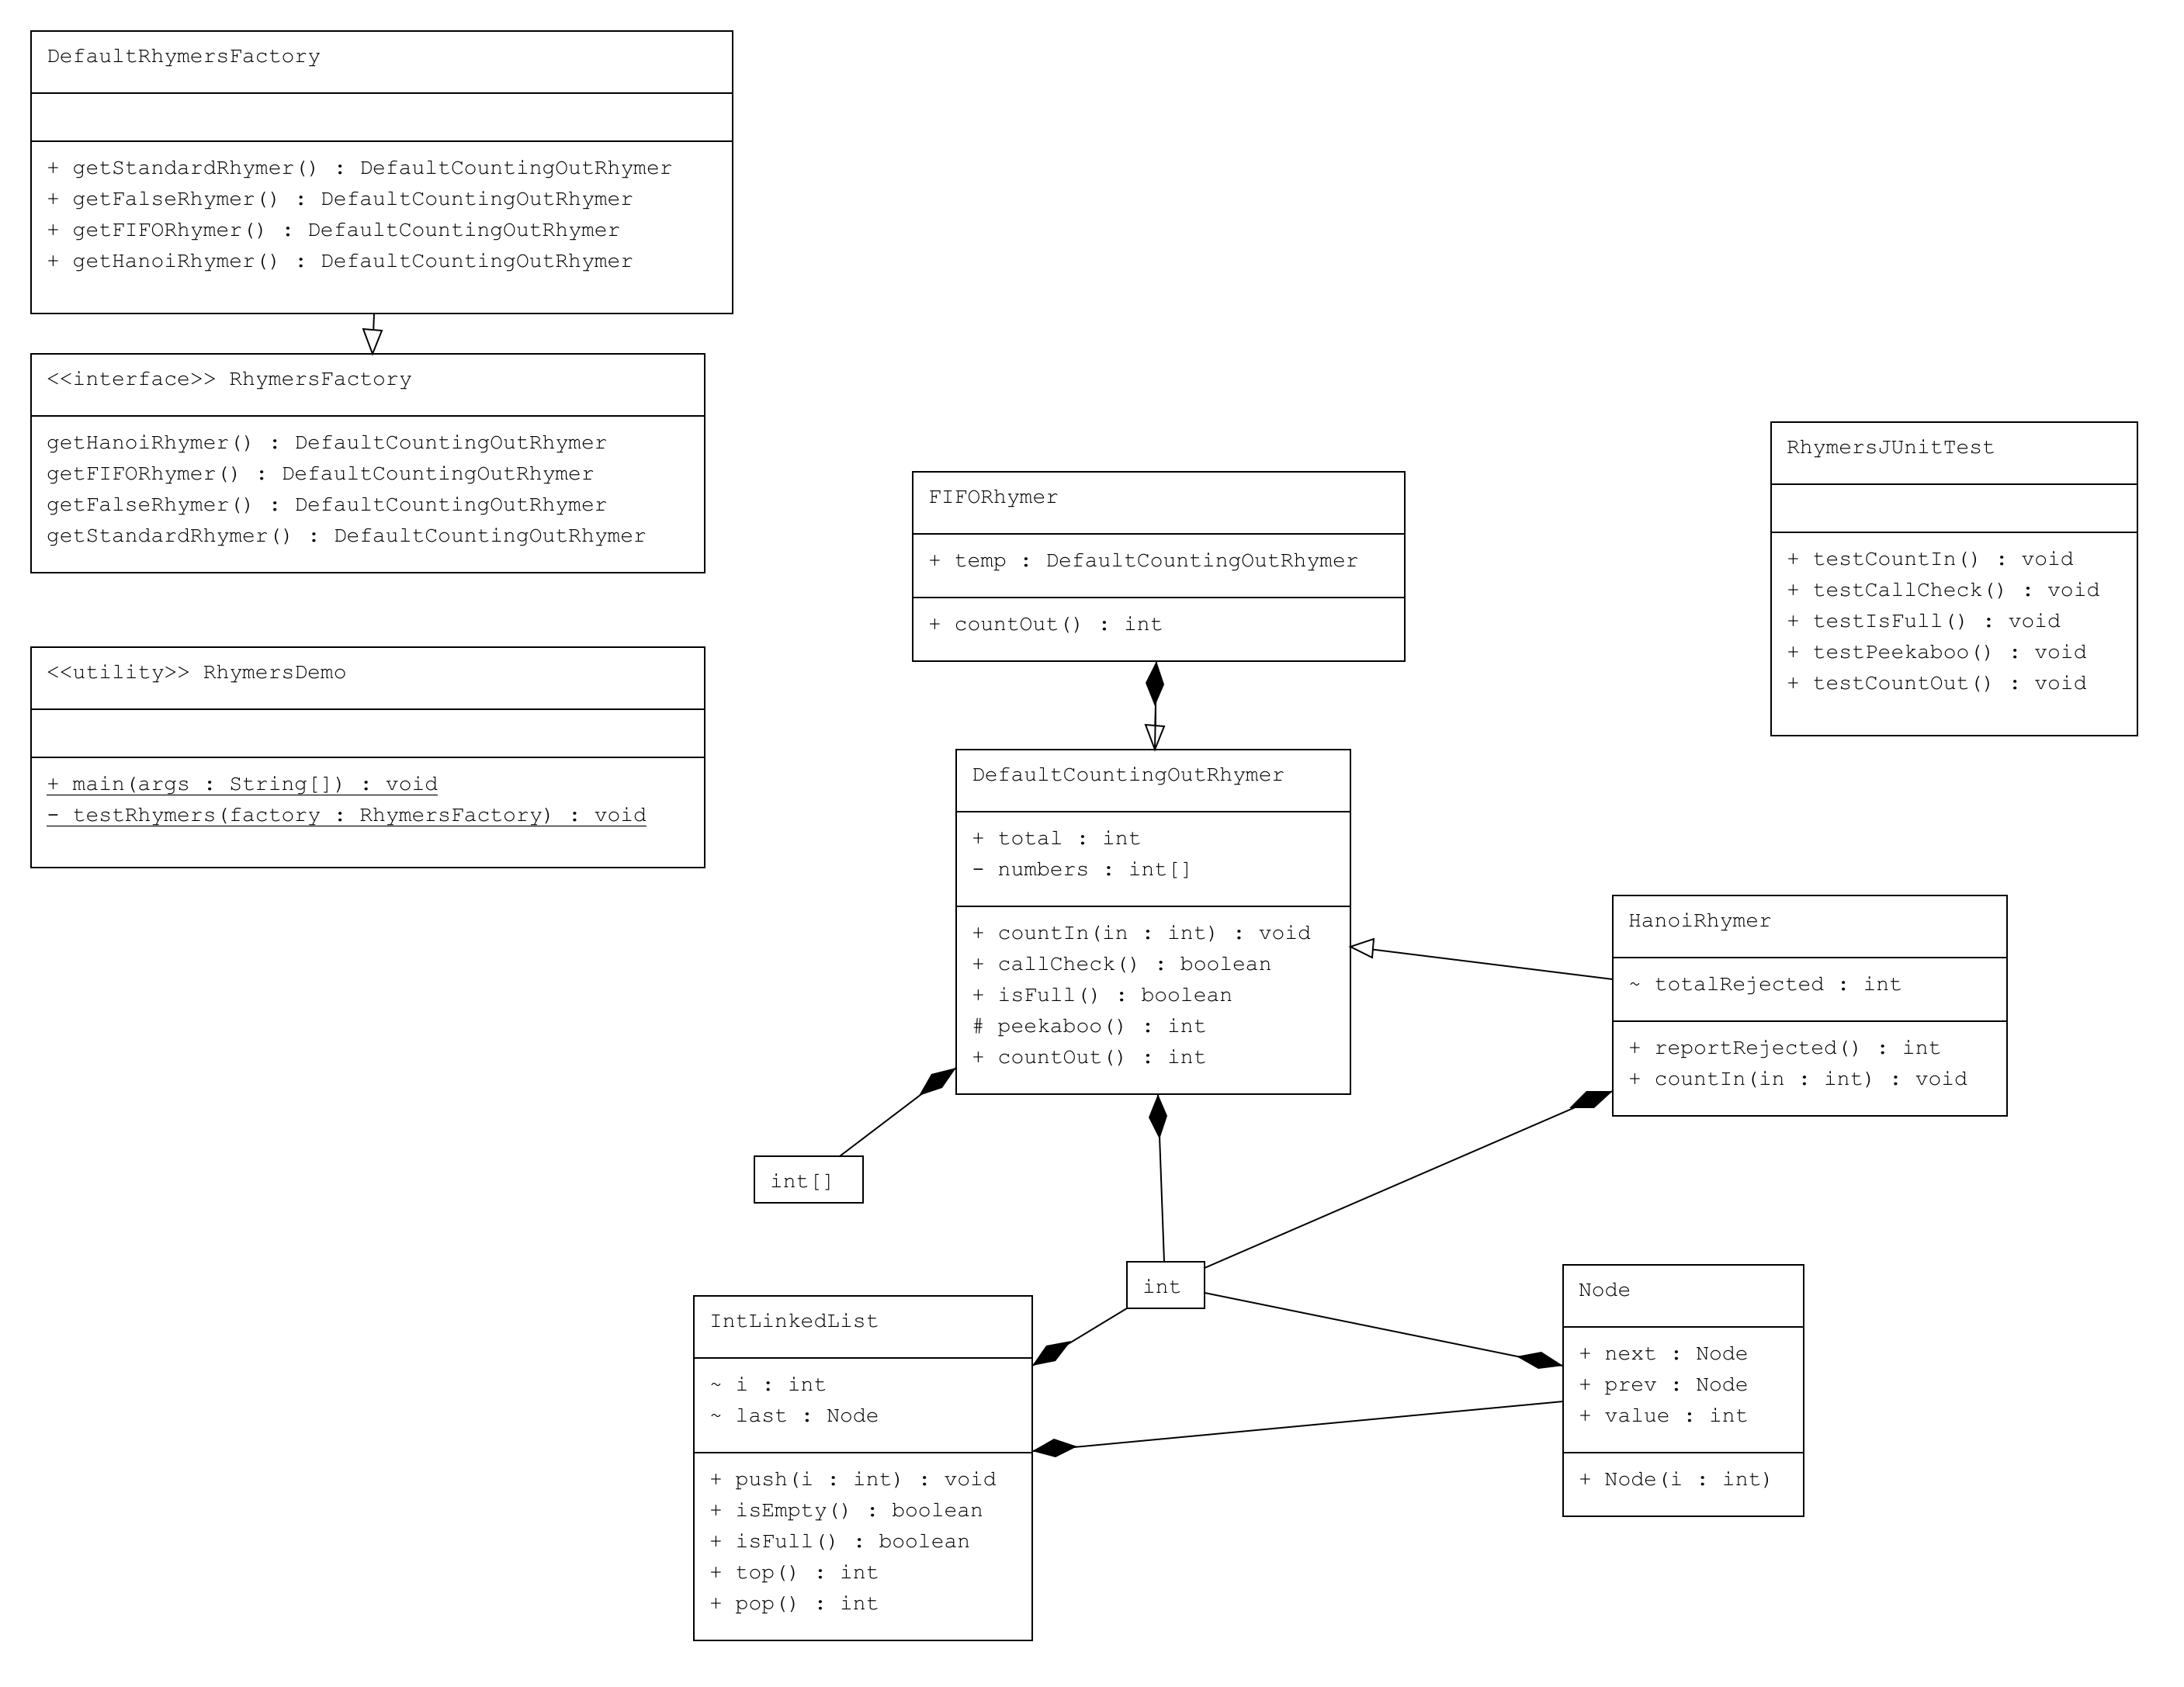 DefaultRhymersFactory
+ getStandardRhymer() : DefaultCountingOutRhymer
+ getFalseRhymer() : DefaultCountingOutRhymer
+ getFIFORhymer() : DefaultCountingOutRhymer
+ getHanoiRhymer() : DefaultCountingOutRhymer
<<interface>> RhymersFactory
getHanoiRhymer() : DefaultCountingOutRhymer
getFIFORhymer() : DefaultCountingOutRhymer
getFalseRhymer() : DefaultCountingOutRhymer
getStandardRhymer() : DefaultCountingOutRhymer
<<utility>> RhymersDemo
+ main(args : String[]) : void
- testRhymers(factory : RhymersFactory) : void
FIFORhymer
+ temp : DefaultCountingOutRhymer
+ countOut() : int
RhymersJUnitTest
+ testCountIn() : void
+ testCallCheck() : void
+ testIsFull() : void
+ testPeekaboo() : void
+ testCountOut() : void
DefaultCountingOutRhymer
+ total : int
- numbers : int[]
+ countIn(in : int) : void
+ callCheck() : boolean
+ isFull() : boolean
# peekaboo() : int
+ countOut() : int
HanoiRhymer
~ totalRejected : int
+ reportRejected() : int
+ countIn(in : int) : void
int[]
int
IntLinkedList
~ i : int
~ last : Node
+ push(i : int) : void
+ isEmpty() : boolean
+ isFull() : boolean
+ top() : int
+ pop() : int
Node
+ next : Node
+ prev : Node
+ value : int
+ Node(i : int)